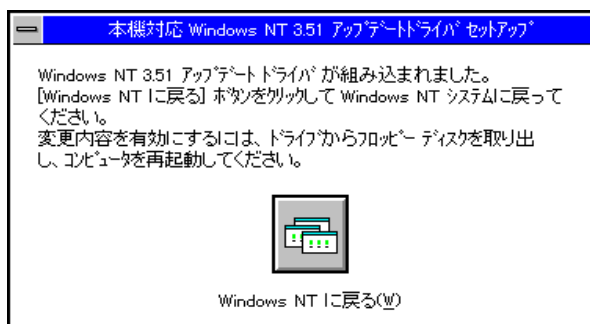 本機対応 Windows NT 3.51 ｱｯﾌﾟﾃﾞｰﾄﾄﾞﾗｲﾊﾞ ｾｯﾄｱｯﾌﾟ
Windows NT 3.51 ｱｯﾌﾟﾃﾞｰﾄ ﾄﾞﾗｲﾊﾞが組み込まれました。
[Windows NT に戻る] ﾎﾞﾀﾝをｸﾘｯｸして Windows NT ｼｽﾃﾑに戻って
ください。
変更内容を有効にするには、ﾄﾞﾗｲﾌﾞからﾌﾛｯﾋﾟｰ ﾃﾞｨｽｸを取り出
し、ｺﾝﾋﾟｭｰﾀを再起動してください。
Windows NT に戻る(W)